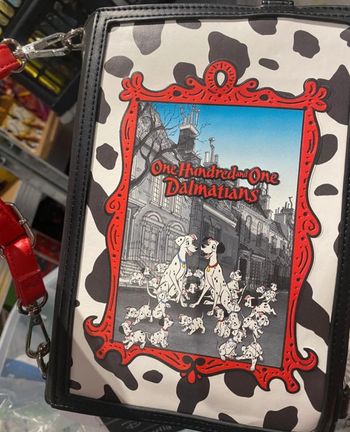 One Hundred and One
Dalmatians